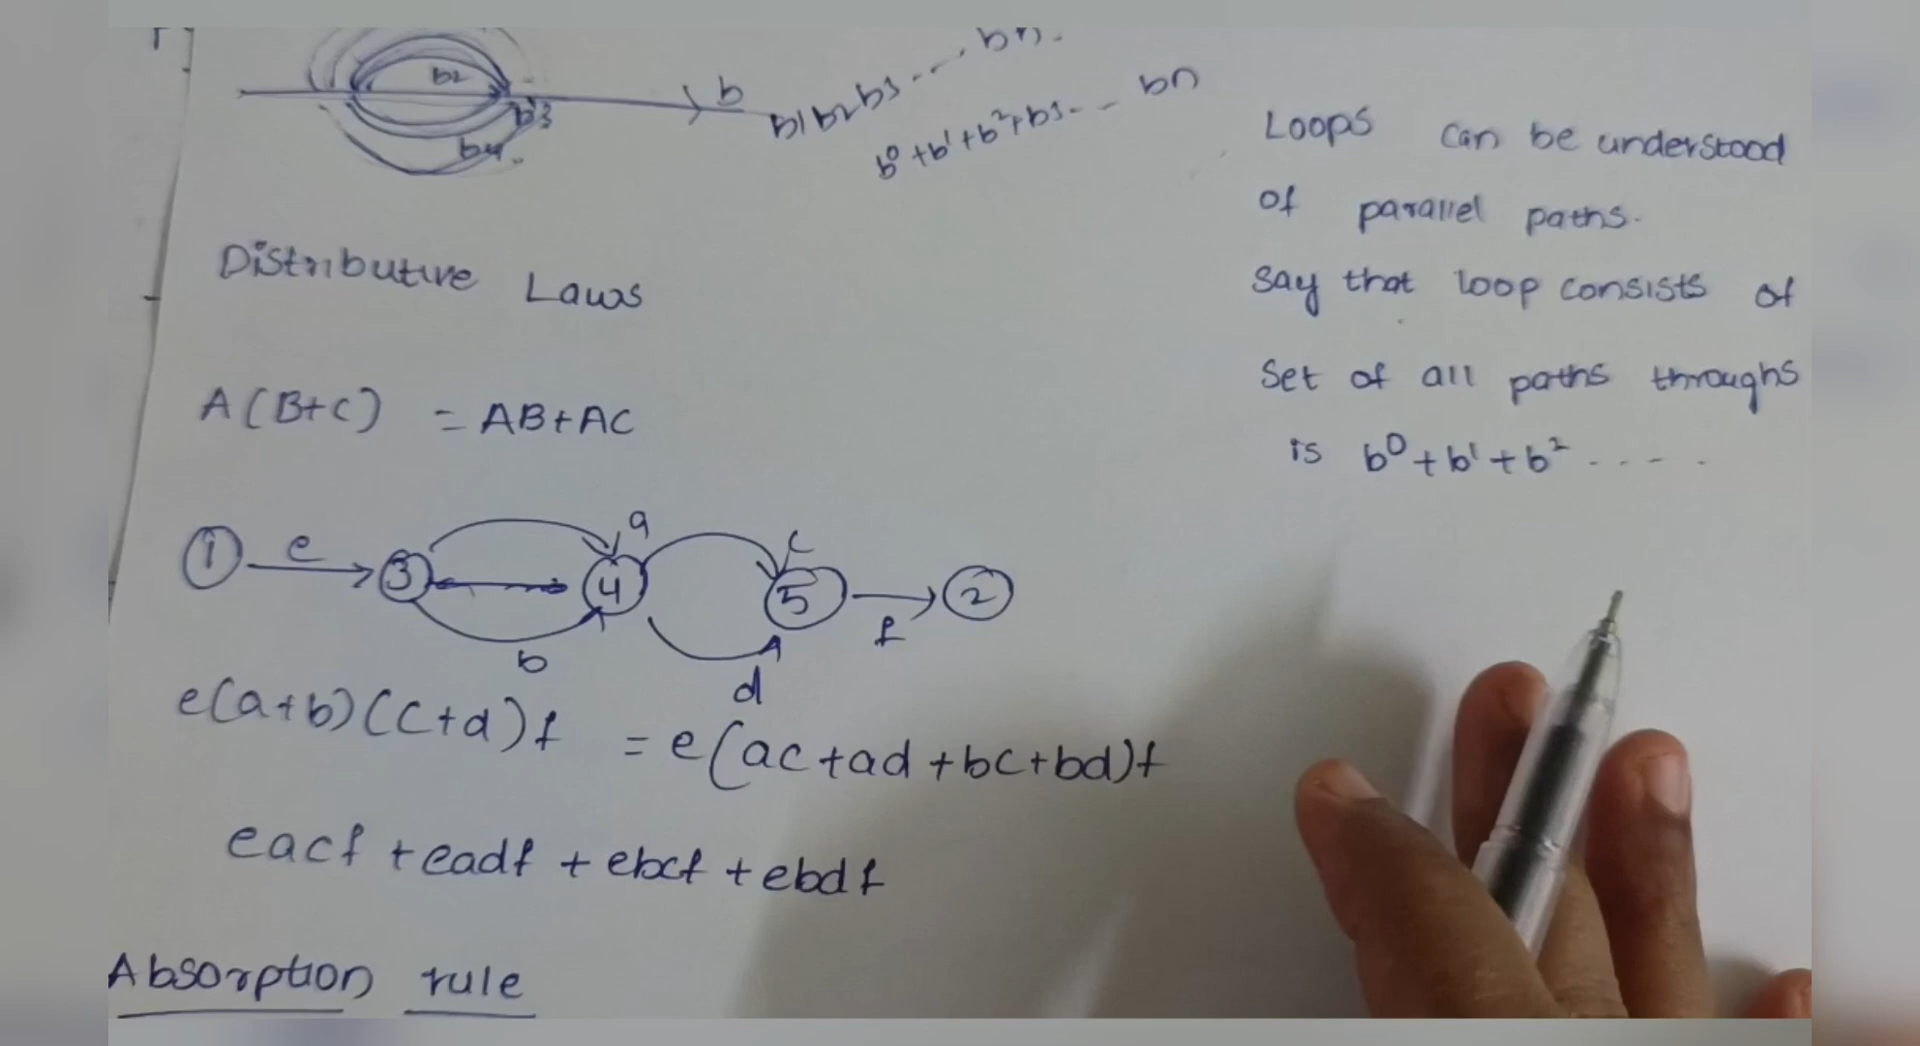 b2
b3
b4.
b
b1 b2 b3 ..... bn.
b⁰ + b¹ + b² + b3 - - - bn
Loops can be understood
of parallel paths.
Say that loop consists of
Set of all paths throughs
is b⁰ + b¹ + b² - - - - .
Distributive Laws
A(B+C) = AB+AC
1 e 3 a 4 c 5 f 2
b d
e(a+b)(c+d)f = e(ac+ad+bc+bd)f
eacf + eadf + ebcf + ebdf
Absorption rule